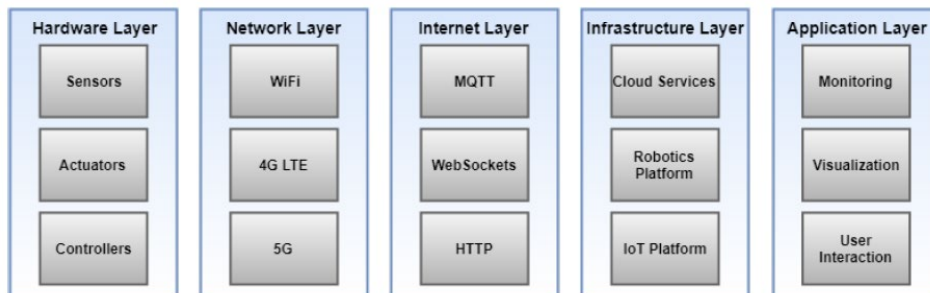 Hardware Layer
Sensors
Actuators
Controllers
Network Layer
WiFi
4G LTE
5G
Internet Layer
MQTT
WebSockets
HTTP
Infrastructure Layer
Cloud Services
Robotics
Platform
IoT Platform
Application Layer
Monitoring
Visualization
User
Interaction